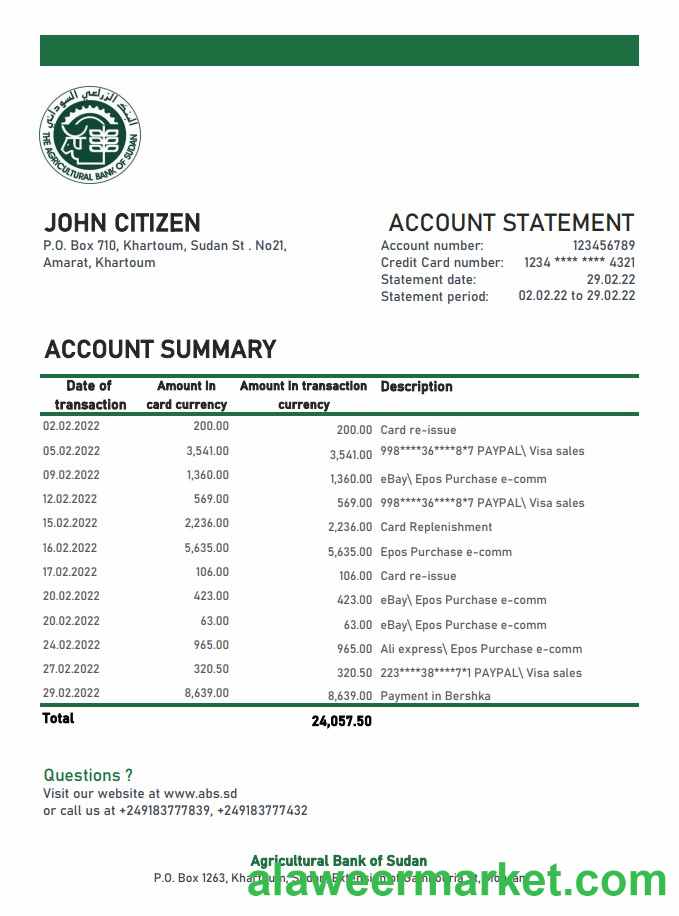 البنك الزراعي السوداني
THE AGRICULTURAL BANK OF SUDAN
JOHN CITIZEN
P.O. Box 710, Khartoum, Sudan St . No21,
Amarat, Khartoum
ACCOUNT STATEMENT
Account number: 123456789
Credit Card number: 1234 **** **** 4321
Statement date: 29.02.22
Statement period: 02.02.22 to 29.02.22
ACCOUNT SUMMARY
Date of transaction Amount in card currency Amount in transaction currency Description
02.02.2022 200.00 200.00 Card re-issue
05.02.2022 3,541.00 3,541.00 998****36****8*7 PAYPAL\ Visa sales
09.02.2022 1,360.00 1,360.00 eBay\ Epos Purchase e-comm
12.02.2022 569.00 569.00 998****36****8*7 PAYPAL\ Visa sales
15.02.2022 2,236.00 2,236.00 Card Replenishment
16.02.2022 5,635.00 5,635.00 Epos Purchase e-comm
17.02.2022 106.00 106.00 Card re-issue
20.02.2022 423.00 423.00 eBay\ Epos Purchase e-comm
20.02.2022 63.00 63.00 eBay\ Epos Purchase e-comm
24.02.2022 965.00 965.00 Ali express\ Epos Purchase e-comm
27.02.2022 320.50 320.50 223****38****7*1 PAYPAL\ Visa sales
29.02.2022 8,639.00 8,639.00 Payment in Bershka
Total 24,057.50
Questions ?
Visit our website at www.abs.sd
or call us at +249183777839, +249183777432
Agricultural Bank of Sudan
P.O. Box 1263, Khartoum, Sudan
alaweermarket.com